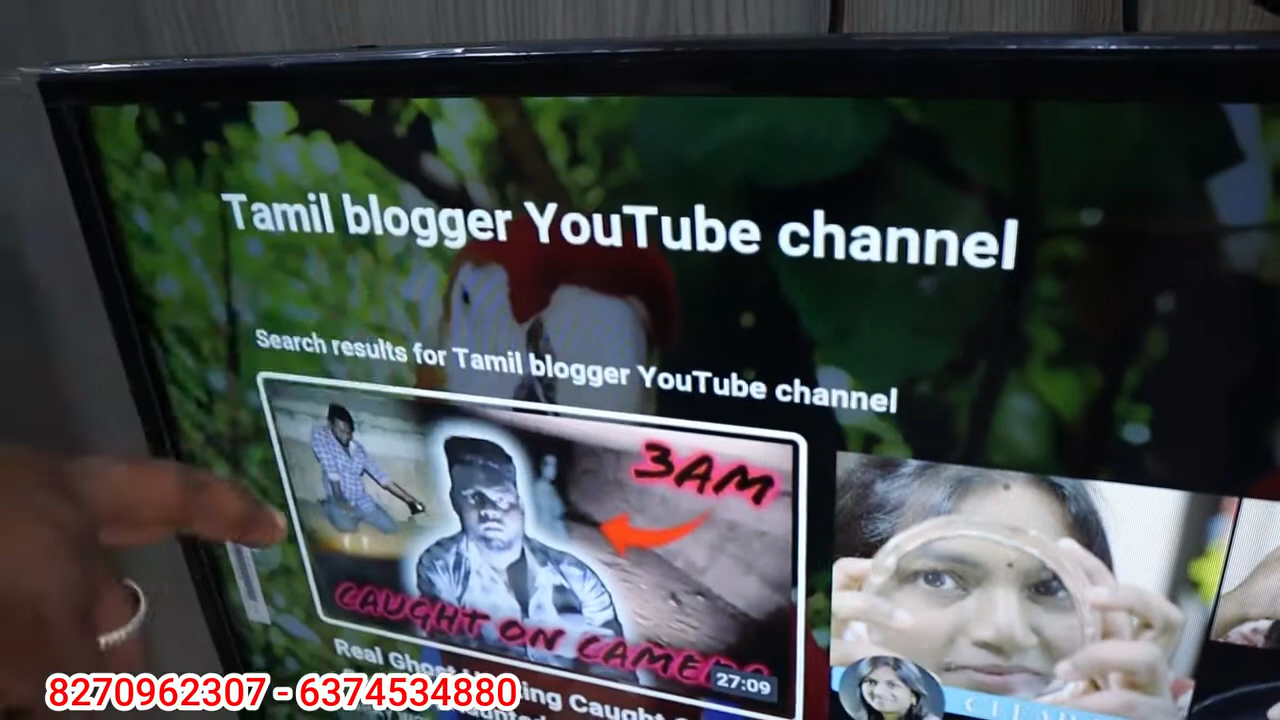 Tamil blogger YouTube channel
Search results for Tamil blogger YouTube channel
3AM
CAUGHT ON CAMERA
27:09
Real Ghost Caught
8270962307 - 6374534880